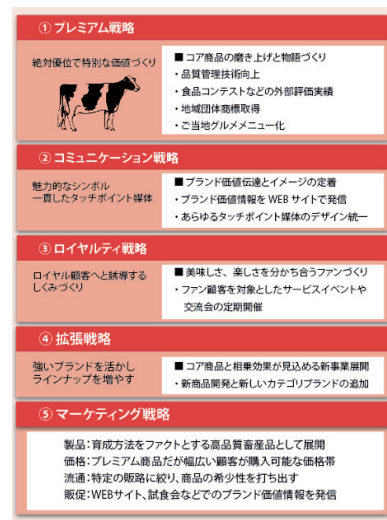 ① プレミアム戦略
絶対優位で特別な価値づくり
■ コア商品の磨き上げと物語づくり
・品質管理技術向上
・食品コンテストなどの外部評価実績
・地域団体商標取得
・ご当地グルメメニュー化
② コミュニケーション戦略
魅力的なシンボル
一貫したタッチポイント媒体
■ ブランド価値伝達とイメージの定着
・ブランド価値情報を WEB サイトで発信
・あらゆるタッチポイント媒体のデザイン統一
③ ロイヤルティ戦略
ロイヤル顧客へと誘導する
しくみづくり
■ 美味しさ、楽しさを分かち合うファンづくり
・ファン顧客を対象としたサービスイベントや
交流会の定期開催
④ 拡張戦略
強いブランドを活かし
ラインナップを増やす
■ コア商品と相乗効果が見込める新事業展開
・新商品開発と新しいカテゴリブランドの追加
⑤ マーケティング戦略
製品：育成方法をファクトとする高品質畜産品として展開
価格：プレミアム商品だが幅広い顧客が購入可能な価格帯
流通：特定の販路に絞り、商品の希少性を打ち出す
販促：WEBサイト、試食会などでのブランド価値情報を発信